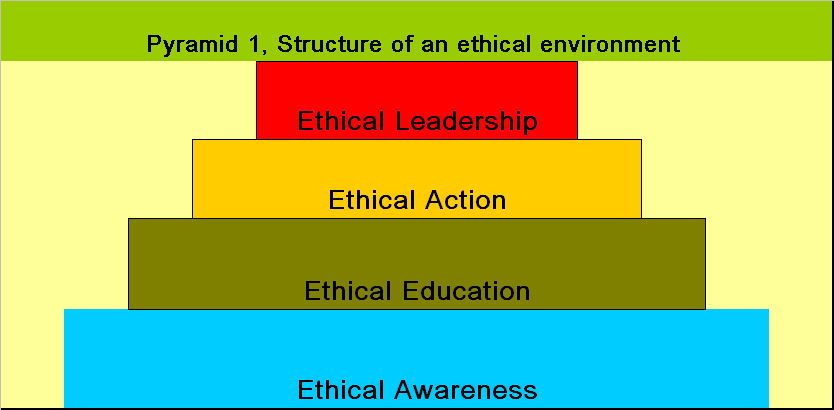 Pyramid 1, Structure of an ethical environment
Ethical Leadership
Ethical Action
Ethical Education
Ethical Awareness